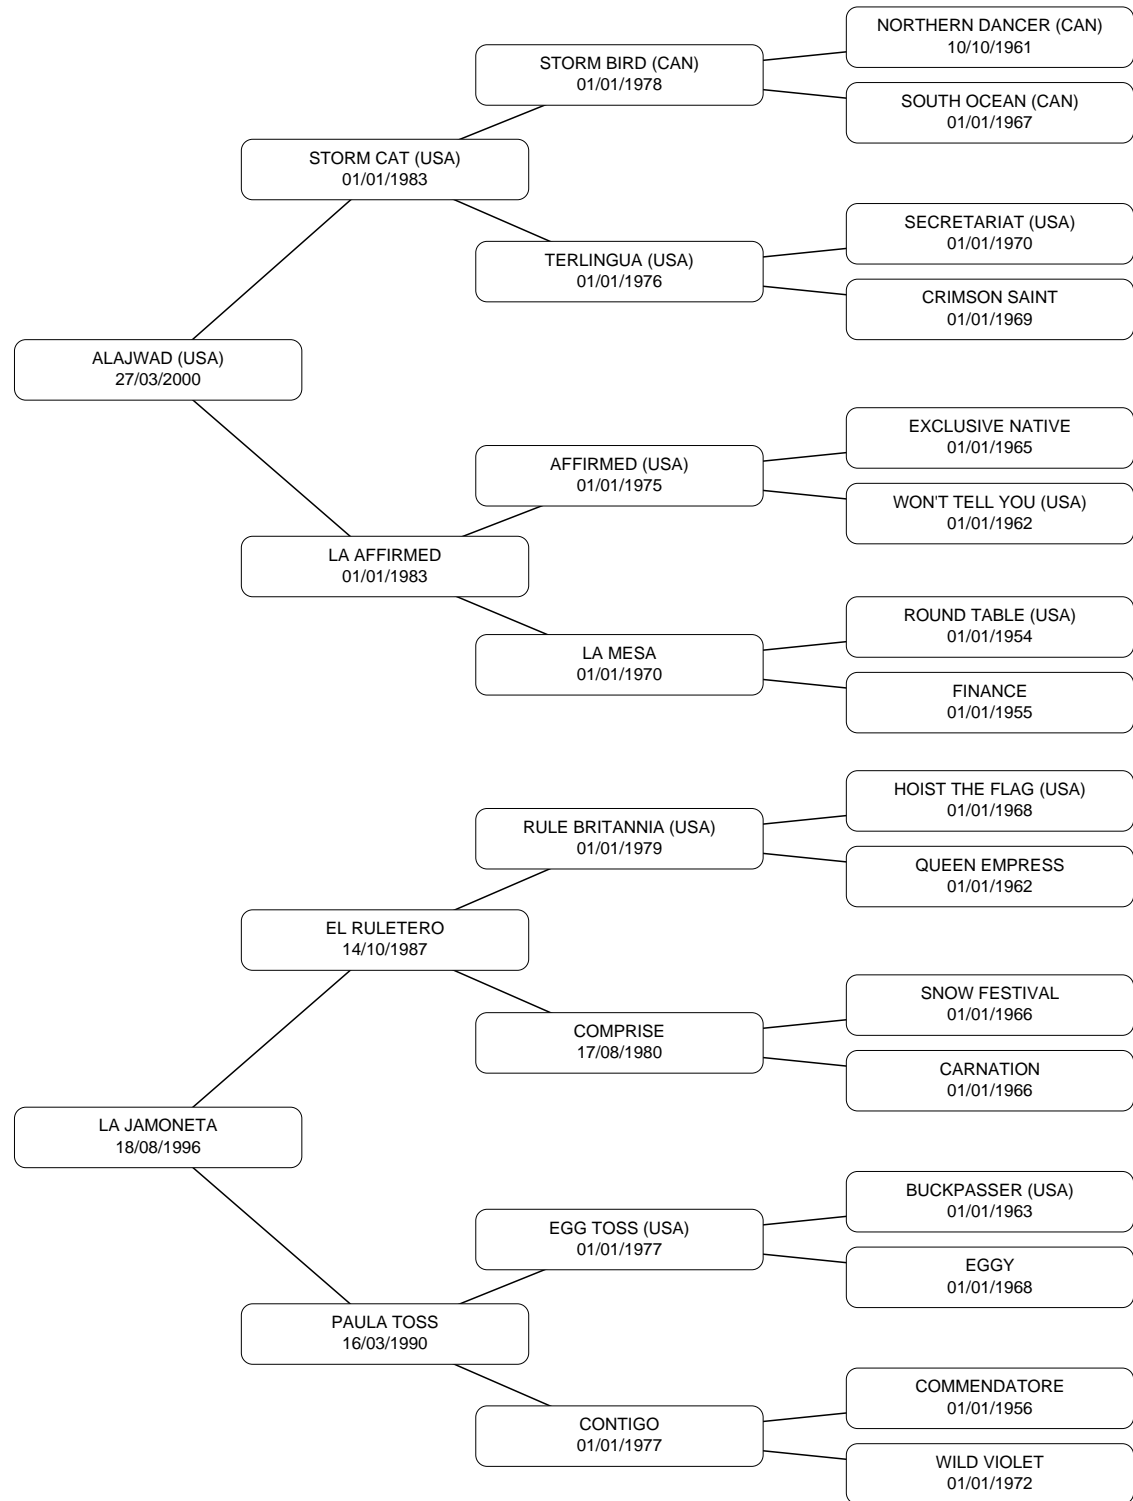 NORTHERN DANCER (CAN)
10/10/1961
STORM BIRD (CAN)
01/01/1978
SOUTH OCEAN (CAN)
01/01/1967
STORM CAT (USA)
01/01/1983
SECRETARIAT (USA)
01/01/1970
TERLINGUA (USA)
01/01/1976
CRIMSON SAINT
01/01/1969
ALAJWAD (USA)
27/03/2000
EXCLUSIVE NATIVE
01/01/1965
AFFIRMED (USA)
01/01/1975
WON'T TELL YOU (USA)
01/01/1962
LA AFFIRMED
01/01/1983
ROUND TABLE (USA)
01/01/1954
LA MESA
01/01/1970
FINANCE
01/01/1955
HOIST THE FLAG (USA)
01/01/1968
RULE BRITANNIA (USA)
01/01/1979
QUEEN EMPRESS
01/01/1962
EL RULETERO
14/10/1987
SNOW FESTIVAL
01/01/1966
COMPRISE
17/08/1980
CARNATION
01/01/1966
LA JAMONETA
18/08/1996
BUCKPASSER (USA)
01/01/1963
EGG TOSS (USA)
01/01/1977
EGGY
01/01/1968
PAULA TOSS
16/03/1990
COMMENDATORE
01/01/1956
CONTIGO
01/01/1977
WILD VIOLET
01/01/1972